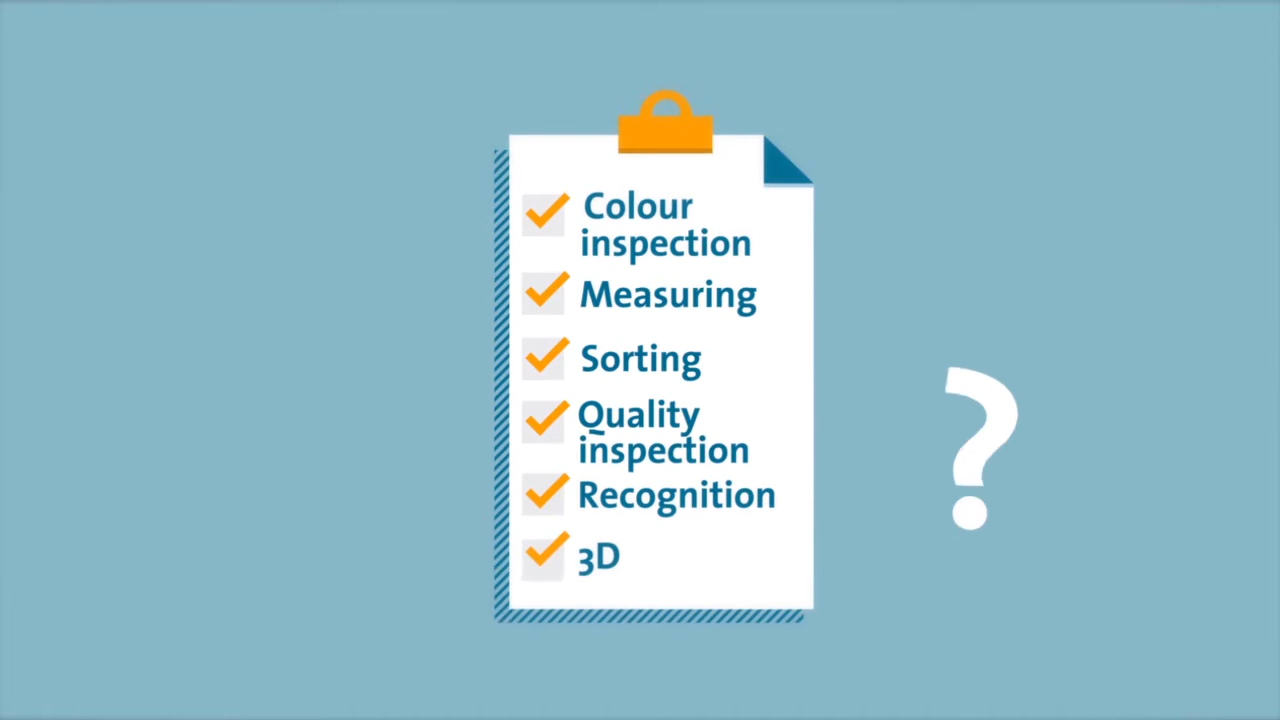 Colour
inspection
Measuring
Sorting
Quality
inspection
Recognition
3D
?